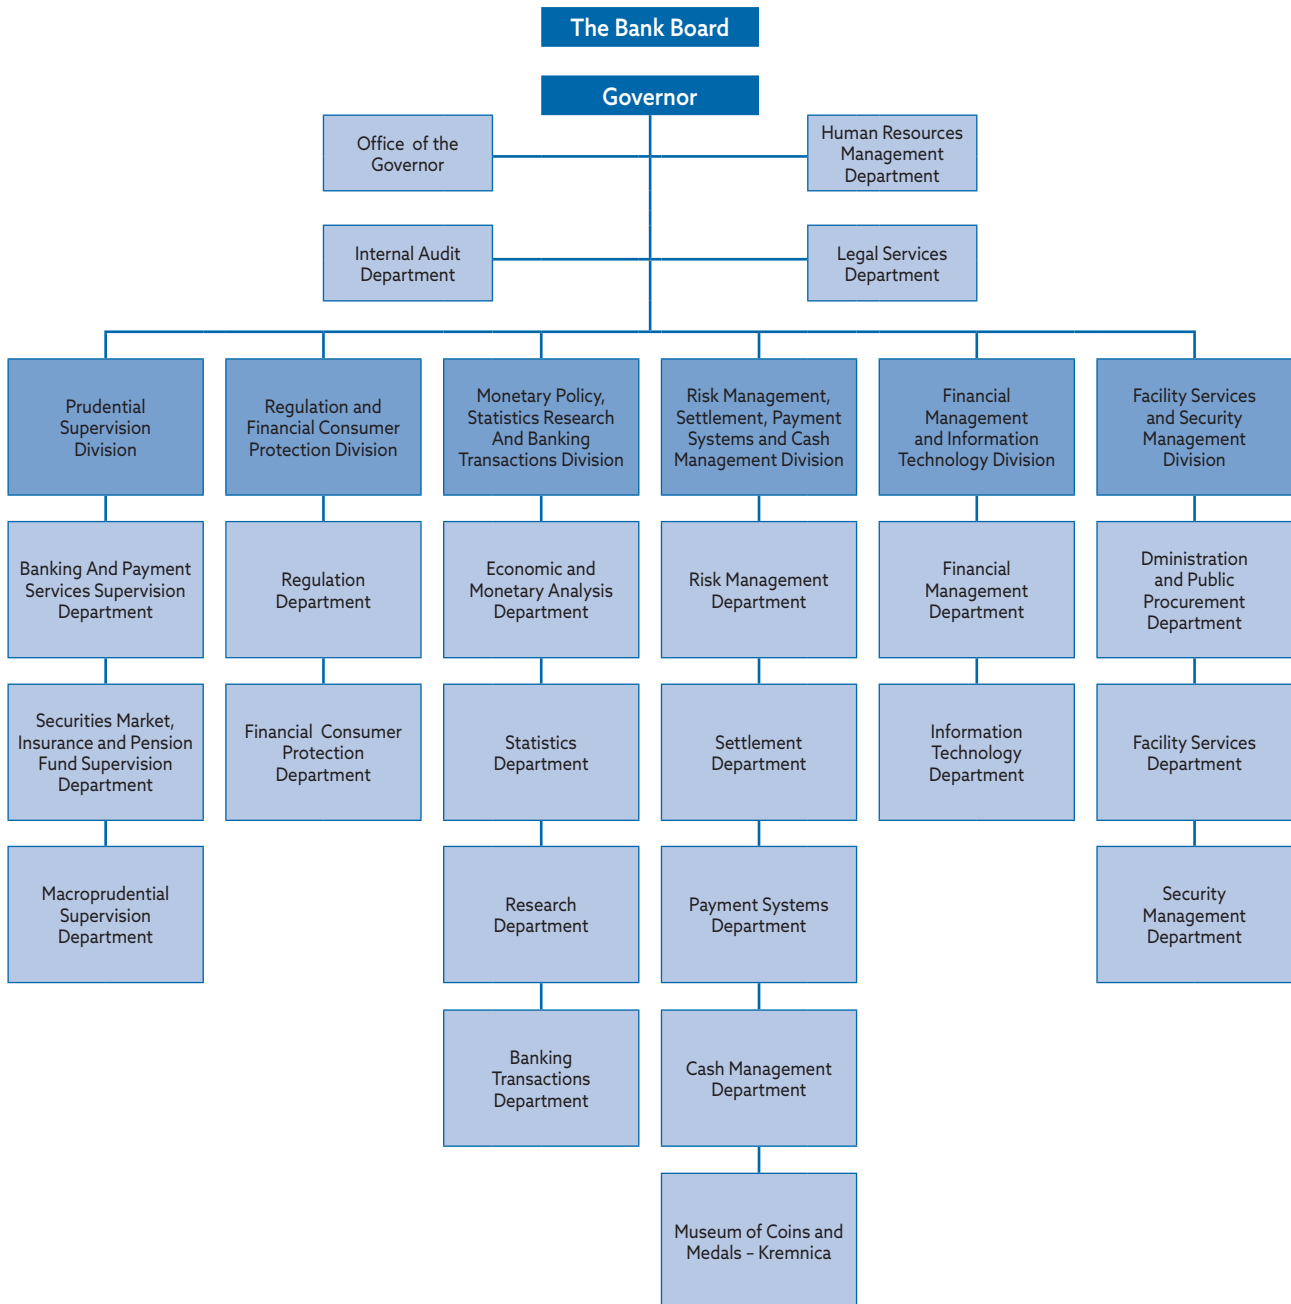 The Bank Board
Governor
Office of the
Governor
Human Resources
Management
Department
Internal Audit
Department
Legal Services
Department
Prudential
Supervision
Division
Regulation and
Financial Consumer
Protection Division
Monetary Policy,
Statistics Research
And Banking
Transactions Division
Risk Management,
Settlement, Payment
Systems and Cash
Management Division
Financial
Management
and Information
Technology Division
Facility Services
and Security
Management
Division
Banking And Payment
Services Supervision
Department
Regulation
Department
Economic and
Monetary Analysis
Department
Risk Management
Department
Financial
Management
Department
Dministration
and Public
Procurement
Department
Securities Market,
Insurance and Pension
Fund Supervision
Department
Financial Consumer
Protection
Department
Statistics
Department
Settlement
Department
Information
Technology
Department
Facility Services
Department
Macroprudential
Supervision
Department
Research
Department
Payment Systems
Department
Security
Management
Department
Banking
Transactions
Department
Cash Management
Department
Museum of Coins and
Medals – Kremnica